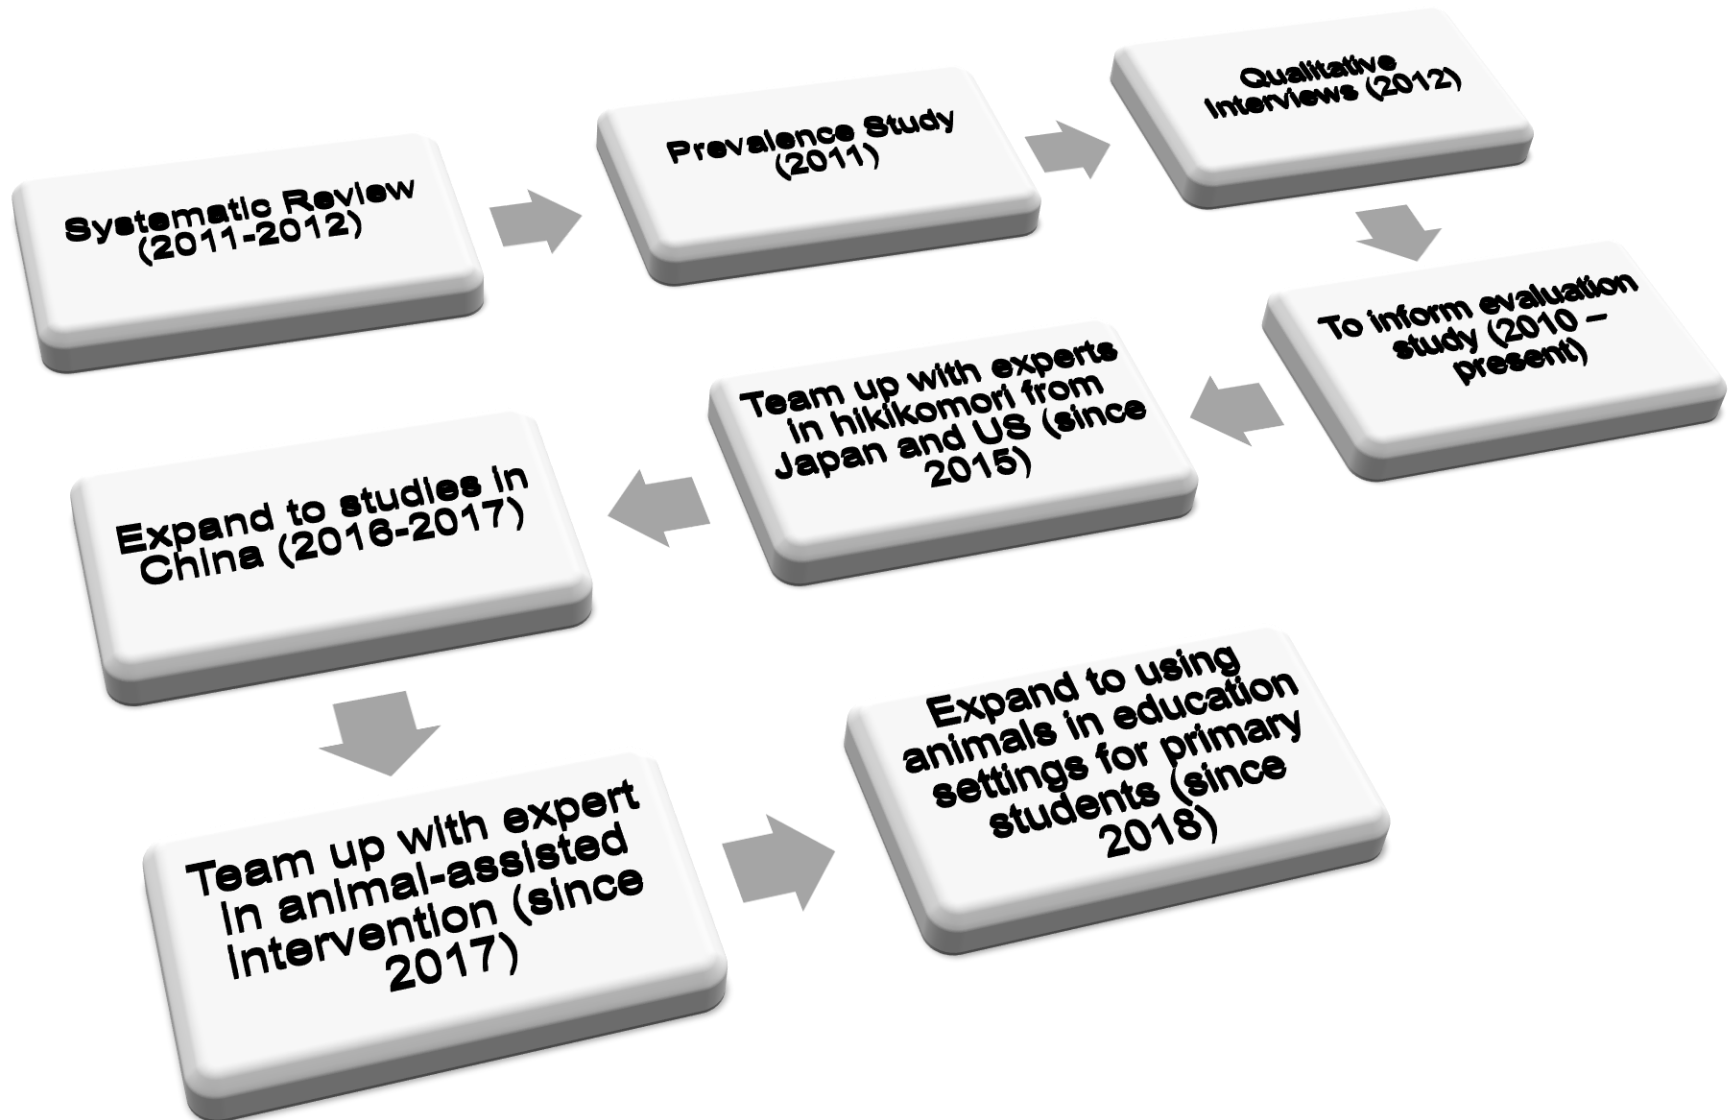 Systematic Review
(2011-2012)
Prevalence Study
(2011)
Qualitative
Interviews (2012)
To inform evaluation
study (2010 –
present)
Team up with experts
in hikikomori from
Japan and US (since
2015)
Expand to studies in
China (2016-2017)
Team up with expert
in animal-assisted
intervention (since
2017)
Expand to using
animals in education
settings for primary
students (since
2018)